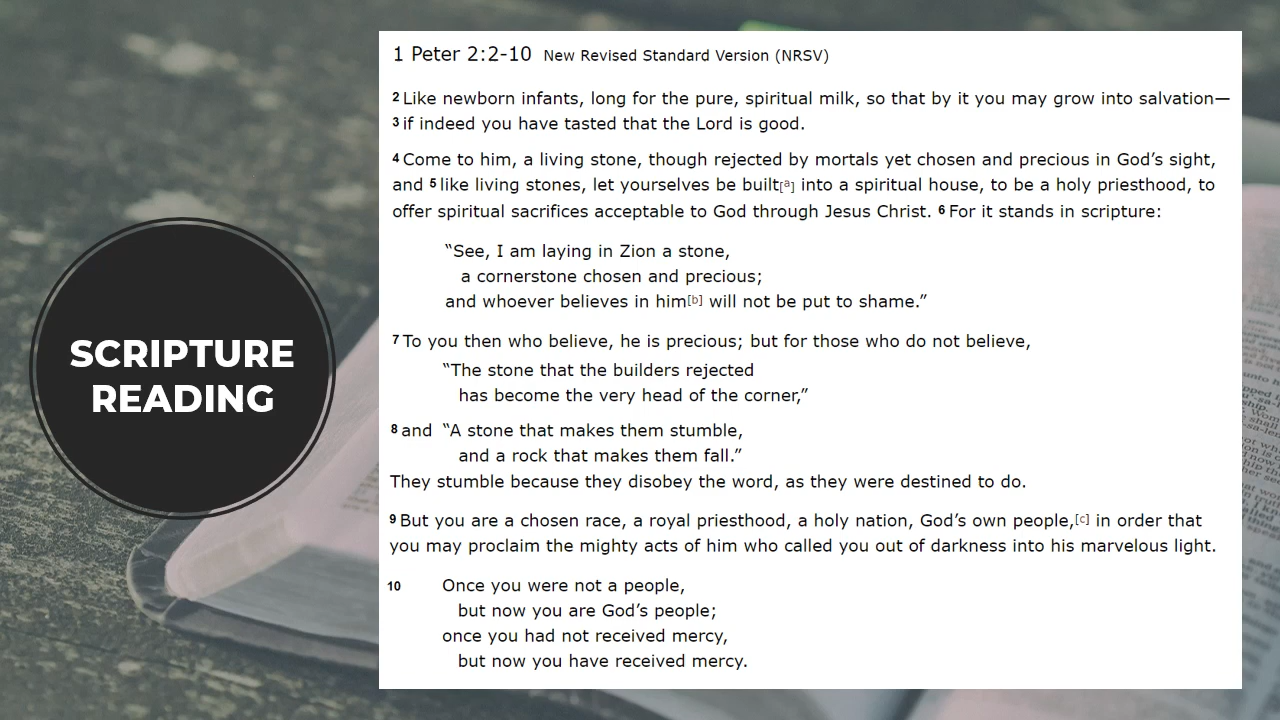 SCRIPTURE
READING
1 Peter 2:2-10 New Revised Standard Version (NRSV)
2 Like newborn infants, long for the pure, spiritual milk, so that by it you may grow into salvation—
3 if indeed you have tasted that the Lord is good.
4 Come to him, a living stone, though rejected by mortals yet chosen and precious in God’s sight,
and 5 like living stones, let yourselves be built[a] into a spiritual house, to be a holy priesthood, to
offer spiritual sacrifices acceptable to God through Jesus Christ. 6 For it stands in scripture:
“See, I am laying in Zion a stone,
a cornerstone chosen and precious;
and whoever believes in him[b] will not be put to shame.”
7 To you then who believe, he is precious; but for those who do not believe,
“The stone that the builders rejected
has become the very head of the corner,”
8 and “A stone that makes them stumble,
and a rock that makes them fall.”
They stumble because they disobey the word, as they were destined to do.
9 But you are a chosen race, a royal priesthood, a holy nation, God’s own people,[c] in order that
you may proclaim the mighty acts of him who called you out of darkness into his marvelous light.
10 Once you were not a people,
but now you are God’s people;
once you had not received mercy,
but now you have received mercy.